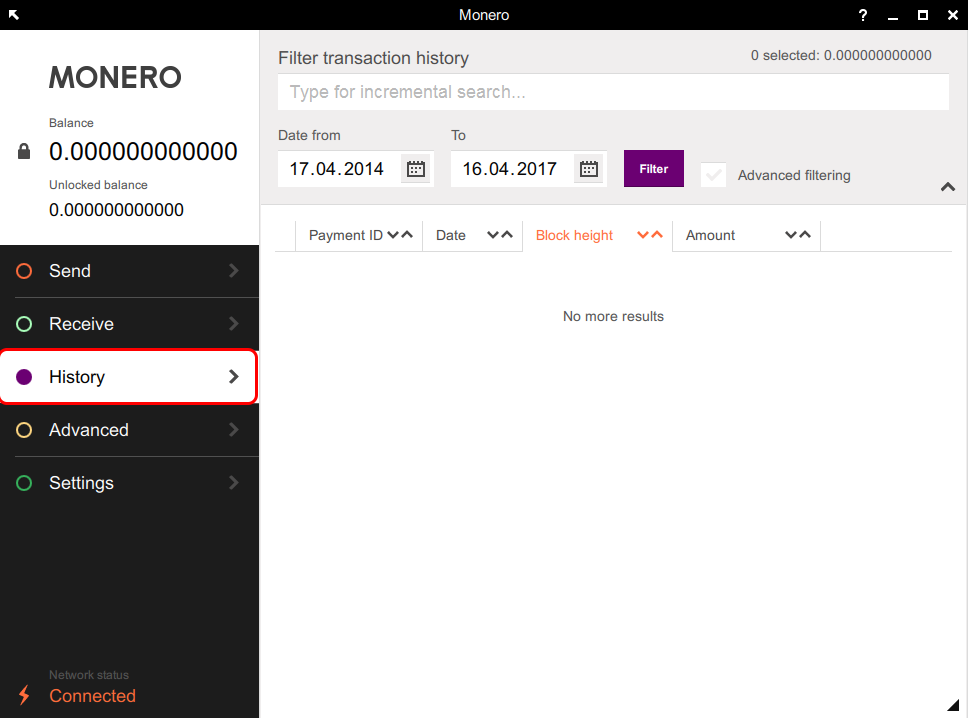 Monero
?
MONERO
Balance
0.000000000000
Unlocked balance
0.000000000000
Send
Receive
History
Advanced
Settings
Network status
Connected
Filter transaction history
0 selected: 0.000000000000
Type for incremental search...
Date from
To
17.04.2014
16.04.2017
Filter
Advanced filtering
Payment ID
Date
Block height
Amount
No more results